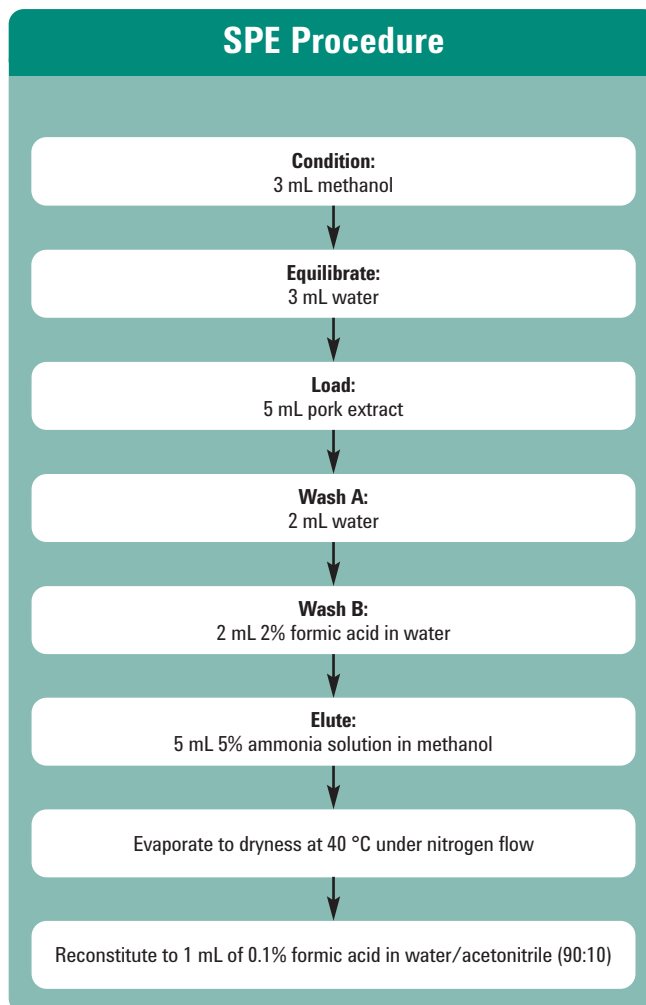 SPE Procedure
Condition:
3 mL methanol
Equilibrate:
3 mL water
Load:
5 mL pork extract
Wash A:
2 mL water
Wash B:
2 mL 2% formic acid in water
Elute:
5 mL 5% ammonia solution in methanol
Evaporate to dryness at 40 °C under nitrogen flow
Reconstitute to 1 mL of 0.1% formic acid in water/acetonitrile (90:10)